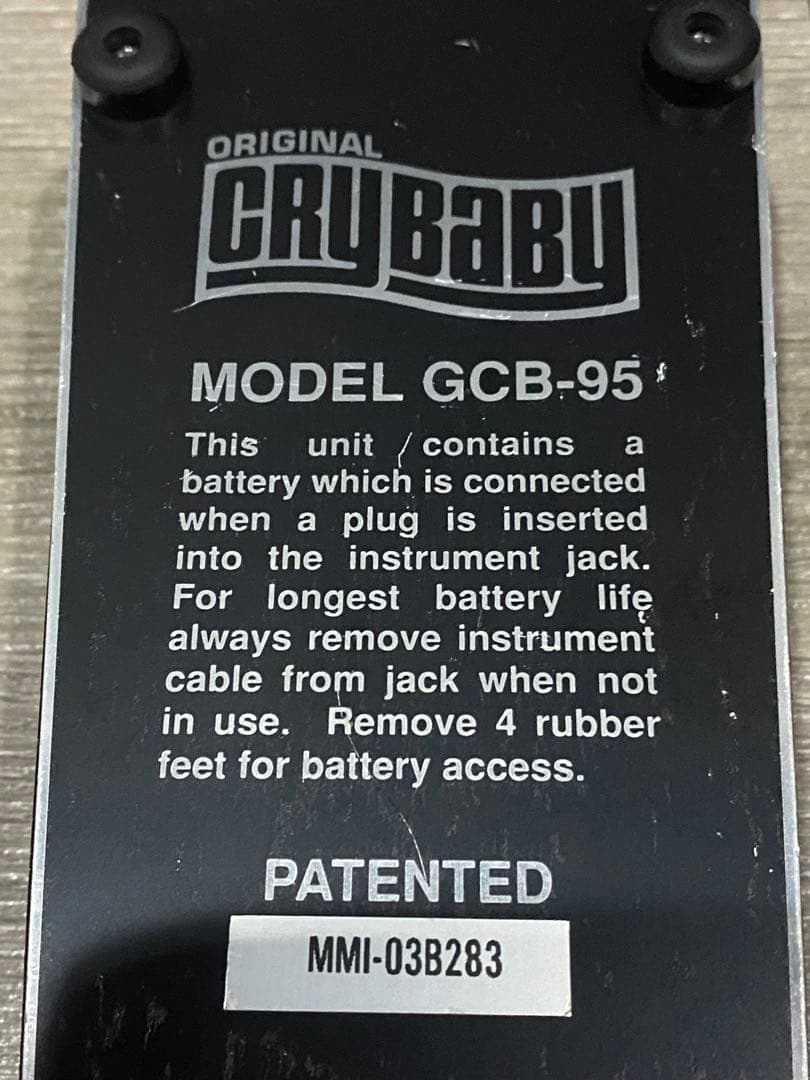 ORIGINAL
CRYBABY
MODEL GCB-95
This unit contains a
battery which is connected
when a plug is inserted
into the instrument jack.
For longest battery life
always remove instrument
cable from jack when not
in use. Remove 4 rubber
feet for battery access.
PATENTED
MMI-03B283